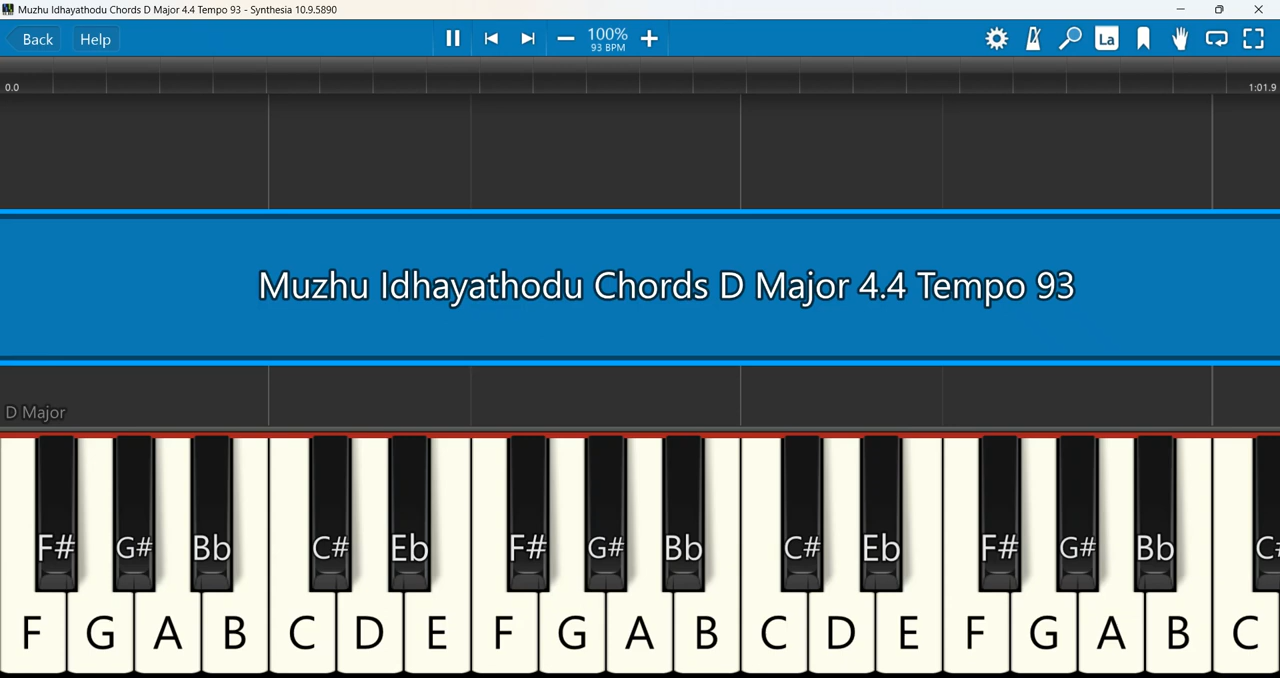 Muzhu Idhayathodu Chords D Major 4.4 Tempo 93 - Synthesia 10.9.5890
Back Help 100% La
93 BPM
0.0 1:01.9
Muzhu Idhayathodu Chords D Major 4.4 Tempo 93
D Major
F# G# Bb C# Eb F# G# Bb C# Eb F# G# Bb C#
F G A B C D E F G A B C D E F G A B C